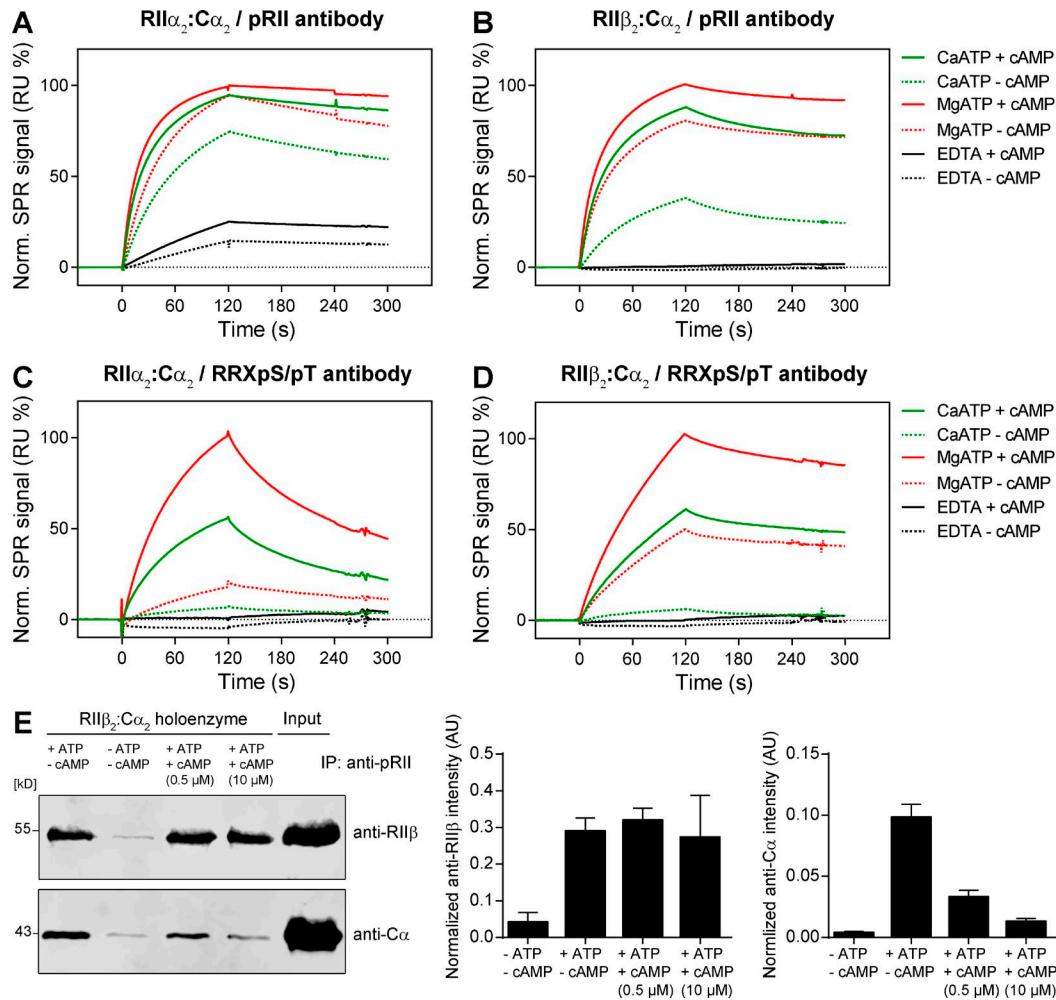 A
RIIα₂:Cα₂ / pRII antibody
Norm. SPR signal (RU %)
100
50
0
0 60 120 180 240 300
Time (s)
B
RIIβ₂:Cα₂ / pRII antibody
Norm. SPR signal (RU %)
100
50
0
0 60 120 180 240 300
Time (s)
CaATP + cAMP
CaATP - cAMP
MgATP + cAMP
MgATP - cAMP
EDTA + cAMP
EDTA - cAMP
C
RIIα₂:Cα₂ / RRXpS/pT antibody
Norm. SPR signal (RU %)
100
50
0
0 60 120 180 240 300
Time (s)
D
RIIβ₂:Cα₂ / RRXpS/pT antibody
Norm. SPR signal (RU %)
100
50
0
0 60 120 180 240 300
Time (s)
CaATP + cAMP
CaATP - cAMP
MgATP + cAMP
MgATP - cAMP
EDTA + cAMP
EDTA - cAMP
E
RIIβ₂:Cα₂ holoenzyme Input
+ ATP - ATP + ATP + ATP
- cAMP - cAMP + cAMP + cAMP
(0.5 μM) (10 μM)
IP: anti-pRII
[kD]
55
anti-RIIβ
43
anti-Cα
Normalized anti-RIIβ intensity (AU)
0.5
0.4
0.3
0.2
0.1
0.0
- ATP + ATP + ATP + ATP
- cAMP - cAMP + cAMP + cAMP
(0.5 μM) (10 μM)
Normlized anti-Cα intensity (AU)
0.15
0.10
0.05
0.00
- ATP + ATP + ATP + ATP
- cAMP - cAMP + cAMP + cAMP
(0.5 μM) (10 μM)